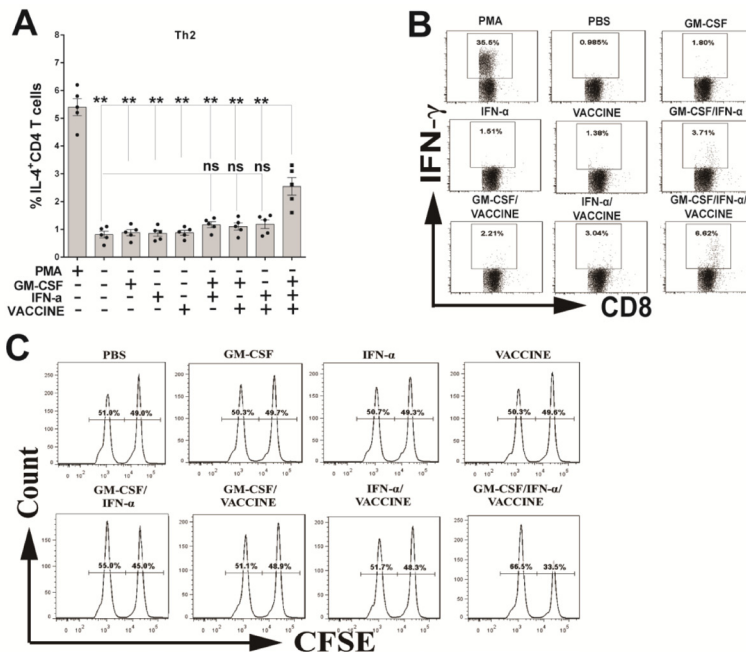 A
Th2
% IL-4+CD4 T cells
8
7
6
5
4
3
2
1
0
** ** ** ** ** ** **
ns ns ns
PMA + - - - - - - - -
GM-CSF - - + - - + + - +
IFN-a - - - + - + - + +
VACCINE - - - - + - + + +
B
PMA PBS GM-CSF
35.5% 0.985% 1.80%
IFN-α VACCINE GM-CSF/IFN-α
1.51% 1.38% 3.71%
GM-CSF/ IFN-α/ GM-CSF/IFN-α/
VACCINE VACCINE VACCINE
2.21% 3.04% 6.62%
IFN-γ
CD8
C
PBS GM-CSF IFN-α VACCINE
51.0% 49.0% 50.3% 49.7% 50.7% 49.3% 50.3% 49.6%
GM-CSF/ GM-CSF/ IFN-α/ GM-CSF/IFN-α/
IFN-α VACCINE VACCINE VACCINE
55.0% 45.0% 51.1% 48.9% 51.7% 48.3% 66.5% 33.5%
Count
CFSE